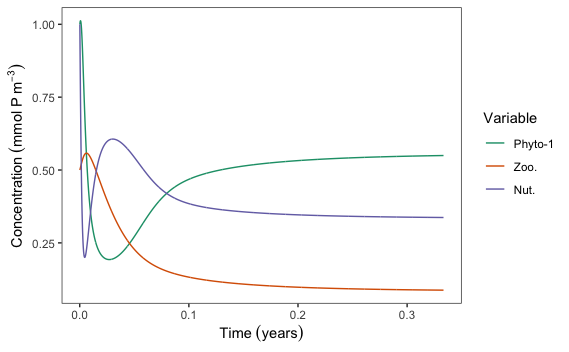 1.00
0.75
0.50
0.25
Concentration (mmol P m⁻³)
0.0 0.1 0.2 0.3
Time (years)
Variable
Phyto-1
Zoo.
Nut.